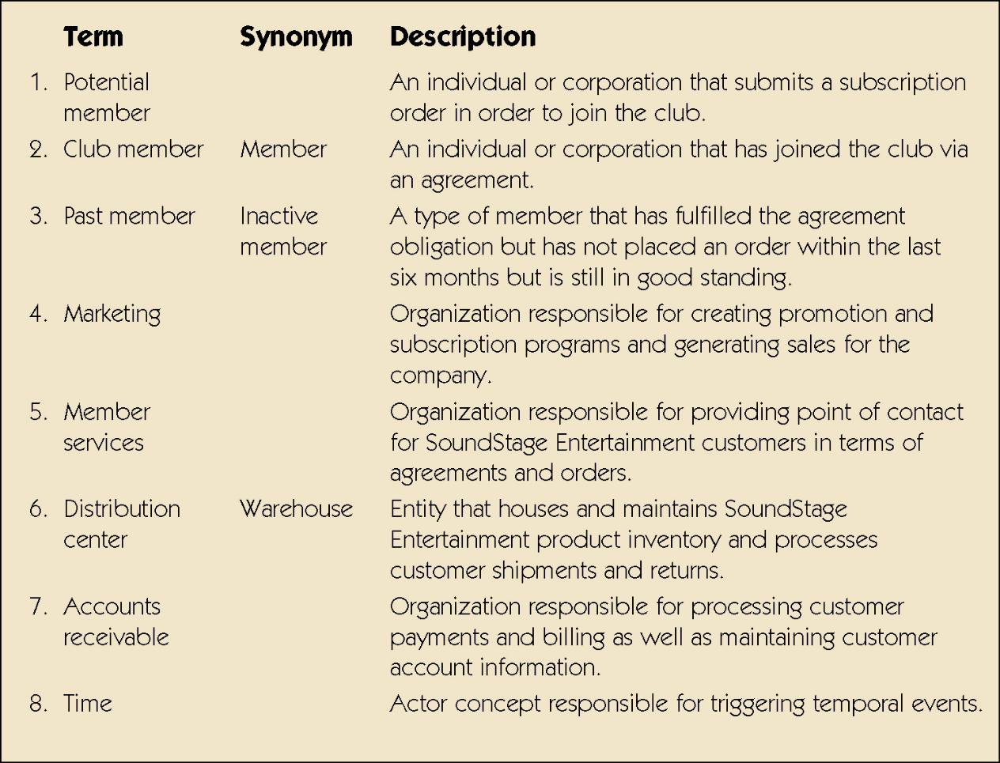 Term Synonym Description
1. Potential An individual or corporation that submits a subscription
member order in order to join the club.
2. Club member Member An individual or corporation that has joined the club via
an agreement.
3. Past member Inactive A type of member that has fulfilled the agreement
member obligation but has not placed an order within the last
six months but is still in good standing.
4. Marketing Organization responsible for creating promotion and
subscription programs and generating sales for the
company.
5. Member Organization responsible for providing point of contact
services for SoundStage Entertainment customers in terms of
agreements and orders.
6. Distribution Warehouse Entity that houses and maintains SoundStage
center Entertainment product inventory and processes
customer shipments and returns.
7. Accounts Organization responsible for processing customer
receivable payments and billing as well as maintaining customer
account information.
8. Time Actor concept responsible for triggering temporal events.